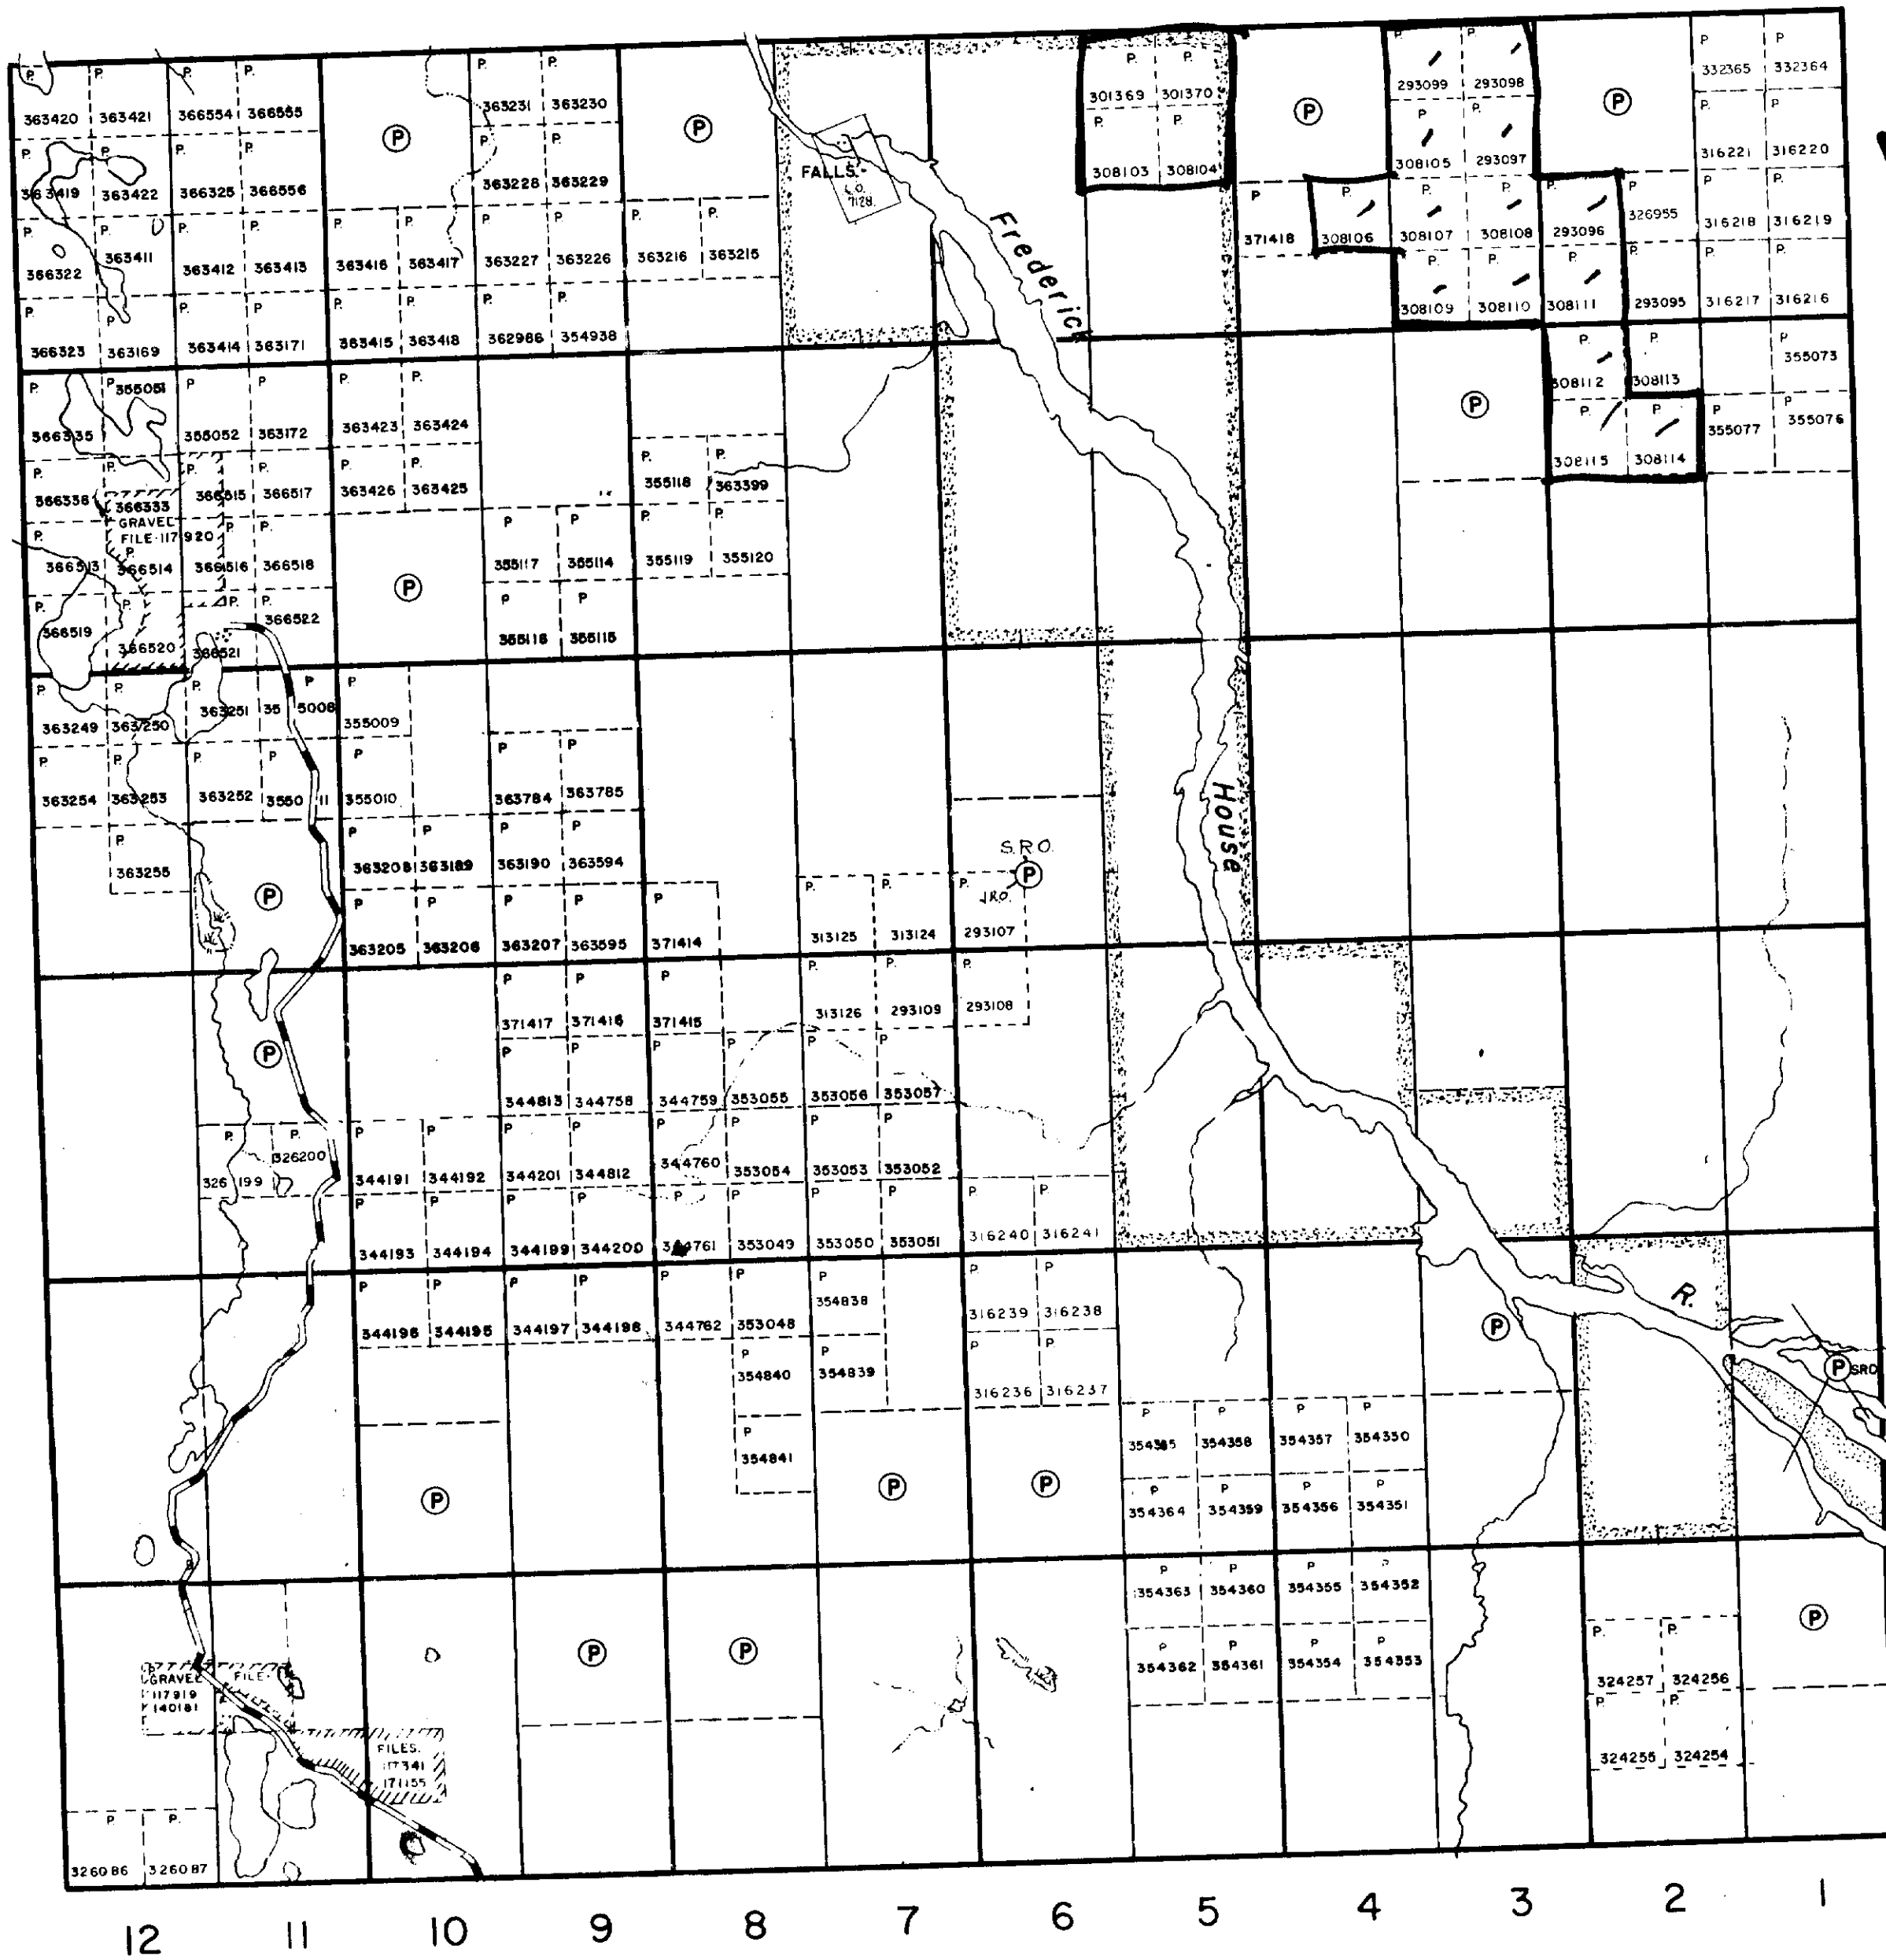 P. P. P. P. P. P. P. P. P. P. P. P.
363420 363421 366554 366555 P 363231 363230 P 301369 301370 P 293099 293098 P 332365 332364
P. P. P. P. P. P. P. P. P. P. P. P.
363419 363422 366325 366556 363228 363229 FALLS. 308103 308104 308105 293097 316221 316220
L.O.
7128.
P. P. P. P. P. P. P. P. P. P. P. P. P. P. P. P. P. P.
366322 363411 363412 363413 363416 363417 363227 363226 363216 363215 Frederick 371418 308106 308107 308108 293096 326955 316218 316219
P. P. P. P. P. P. P. P. P. P. P. P. P.
366323 363169 363414 363171 363415 363418 362986 354938 308109 308110 308111 293095 316217 316216
P. P. P P P. P. P. P. P
366335 355051 355052 363172 363423 363424 P 308112 308113 355073
P. P. P P
308115 308114 355077 355076
P. P. P. P. P. P. P. P.
366338 366333 366515 366517 363426 363425 355118 363399
GRAVEL
FILE-117920
P. P. P. P. P P P. P.
366513 366514 366516 366518 P 355117 355114 355119 355120
P. P. P. P. P P
366519 366520 366521 366522 355116 355115
P. P. P. P P
363249 363250 363251 355008 355009
P. P. P. P P P P
363254 363253 363252 355011 355010 363784 363785 House
P. P P P P
363255 363208 363189 363190 363594 S.R.O.
P P P P P P P. P. P. P
J.R.O.
363205 363206 363207 363595 371414 313125 313124 293107
P P P P. P. P.
371417 371416 371415 313126 293109 293108
P P P P P P P
344813 344758 344759 353055 353056 353057
P. P. P P P P P P P P
326199 326200 344191 344192 344201 344812 344760 353054 353053 353052
P P P P P P P P P P.
344193 344194 344199 344200 353049 353050 353051 316240 316241
P P P P P P P P P
344196 344195 344197 344198 344762 353048 354838 316239 316238 P R.
P P P P P SRO
354840 354839 316236 316237
P P P P P
354841 354358 354357 354350
P P P P P P P
354364 354359 354356 354351
P P P P P
354363 354360 354355 354352
P P P P P P P. P.
GRAVEL FILE- 354362 354361 354354 354353 324257 324256
117919
140181
P. P.
FILES. 324255 324254
117341
171155
P. P.
326086 326087
12 11 10 9 8 7 6 5 4 3 2 1